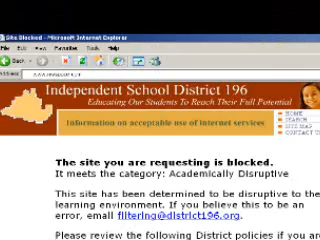 Site Blocked - Microsoft Internet Explorer
File Edit View Favorites Tools Help
Back
Address
Independent School District 196
Educating Our Students To Reach Their Full Potential
Information on acceptable use of internet services
HOME
SEARCH
SITE MAP
CONTACT U
The site you are requesting is blocked.
It meets the category: Academically Disruptive
This site has been determined to be disruptive to the
learning environment. If you believe this to be an
error, email filtering@district196.org.
Please review the following District policies if you are